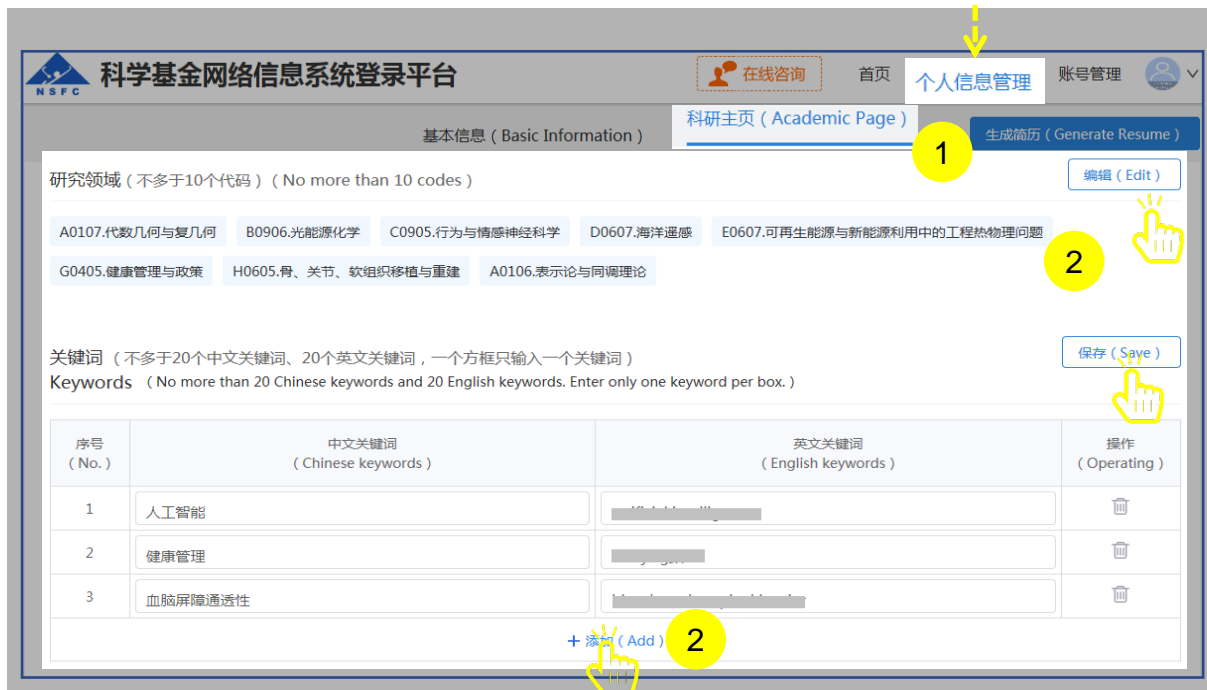 NSFC 科学基金网络信息系统登录平台 在线咨询 首页 个人信息管理 账号管理
基本信息 ( Basic Information ) 科研主页 ( Academic Page ) 1 生成简历 ( Generate Resume )
研究领域 ( 不多于10个代码 ) ( No more than 10 codes ) 编辑 ( Edit )
A0107.代数几何与复几何 B0906.光能源化学 C0905.行为与情感神经科学 D0607.海洋遥感 E0607.可再生能源与新能源利用中的工程热物理问题
2
G0405.健康管理与政策 H0605.骨、关节、软组织移植与重建 A0106.表示论与同调理论
关键词 ( 不多于20个中文关键词、20个英文关键词 , 一个方框只输入一个关键词 ) 保存 ( Save )
Keywords ( No more than 20 Chinese keywords and 20 English keywords. Enter only one keyword per box. )
序号 中文关键词 英文关键词 操作
( No. ) ( Chinese keywords ) ( English keywords ) ( Operating )
1 人工智能
2 健康管理
3 血脑屏障通透性
+ 添加 ( Add ) 2